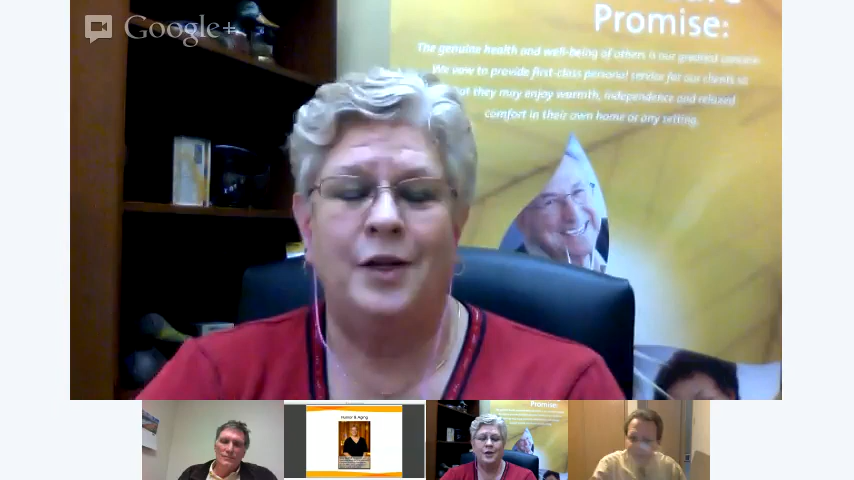 Google+
Promise:
The genuine health and well-being of others is our greatest concern.
We vow to provide first-class personal service for our clients so
they may enjoy warmth, independence and relaxed
comfort in their own home or any setting.
Humor & Aging
Promise: